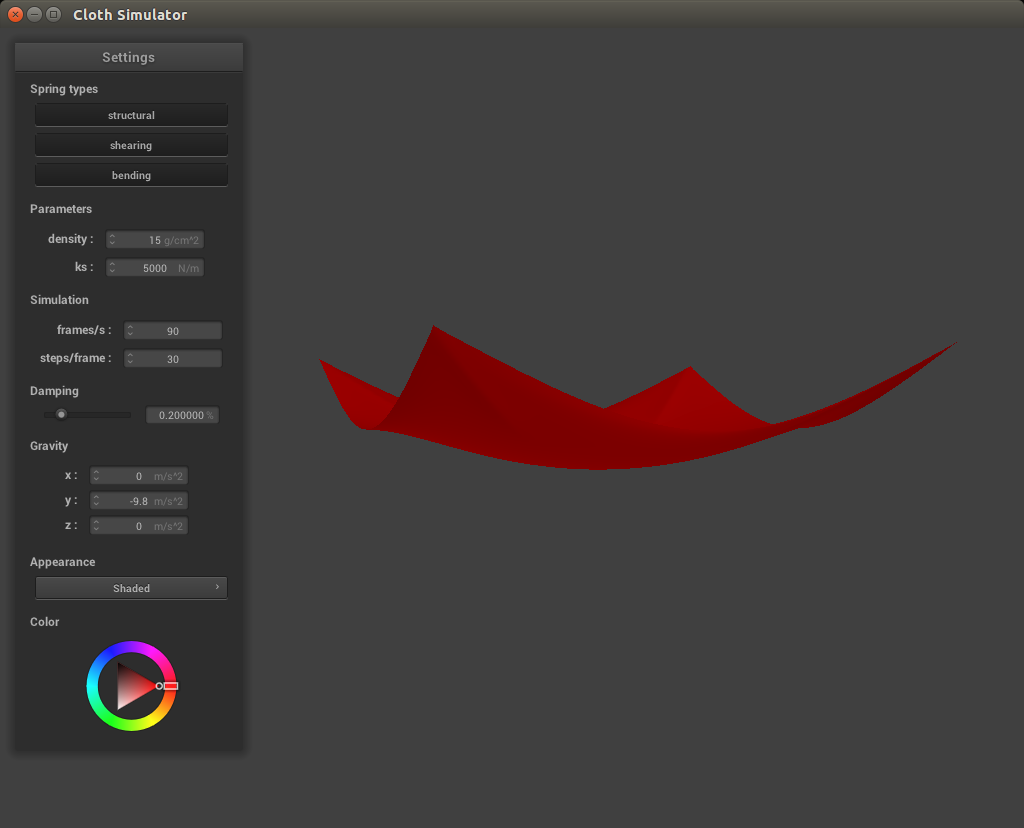 Cloth Simulator
Settings
Spring types
structural
shearing
bending
Parameters
density : 15 g/cm^2
ks : 5000 N/m
Simulation
frames/s : 90
steps/frame : 30
Damping
0.200000 %
Gravity
x : 0 m/s^2
y : -9.8 m/s^2
z : 0 m/s^2
Appearance
Shaded
Color